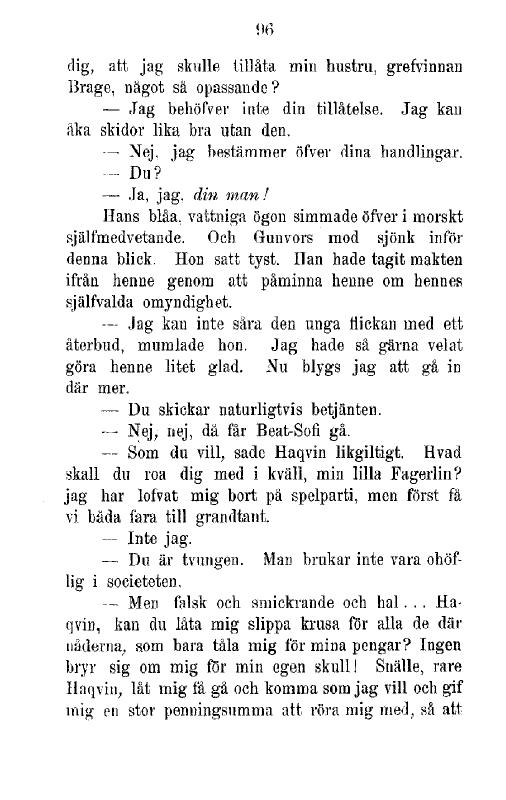 96
dig, att jag skulle tillåta min hustru, grefvinnan
Brage, något så opassande?
— Jag behöfver inte din tillåtelse. Jag kan
åka skidor lika bra utan den.
— Nej, jag bestämmer öfver dina handlingar.
— Du?
— Ja, jag, din man!
Hans blåa, vattniga ögon simmade öfver i morskt
själfmedvetande. Och Gunvors mod sjönk inför
denna blick. Hon satt tyst. Han hade tagit makten
ifrån henne genom att påminna henne om hennes
själfvalda omyndighet.
— Jag kan inte såra den unga flickan med ett
återbud, mumlade hon. Jag hade så gärna velat
göra henne litet glad. Nu blygs jag att gå in
där mer.
— Du skickar naturligtvis betjänten.
— Nej, nej, då får Beat-Sofi gå.
— Som du vill, sade Haqvin likgiltigt. Hvad
skall du roa dig med i kväll, min lilla Fagerlin?
jag har lofvat mig bort på spelparti, men först få
vi båda fara till grandtant.
— Inte jag.
— Du är tvungen. Man brukar inte vara ohöf-
lig i societeten.
— Men falsk och smickrande och hal... Ha-
qvin, kan du låta mig slippa krusa för alla de där
nåderna, som bara tåla mig för mina pengar? Ingen
bryr sig om mig för min egen skull! Snälle, rare
Haqvin, låt mig få gå och komma som jag vill och gif
mig en stor penningsumma att röra mig med, så att